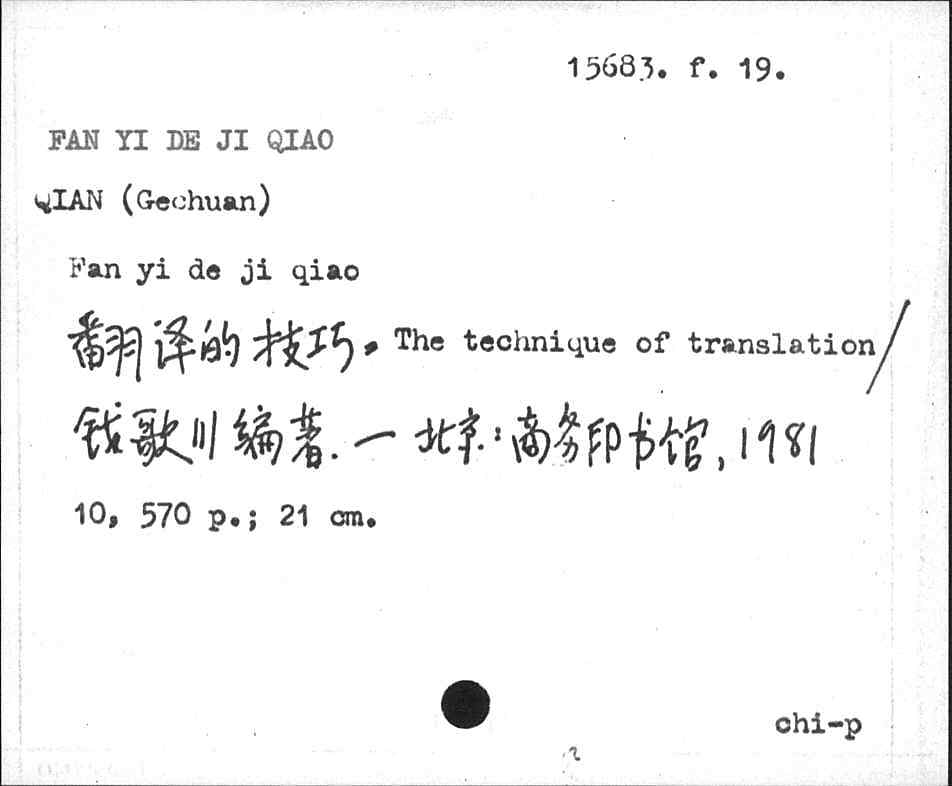 15683. f. 19.
FAN YI DE JI QIAO
QIAN (Gechuan)
Fan yi de ji qiao
翻译的技巧。The technique of translation/
钱歌川编著. — 北京：商务印书馆, 1981
10, 570 p.; 21 cm.
chi-p
2